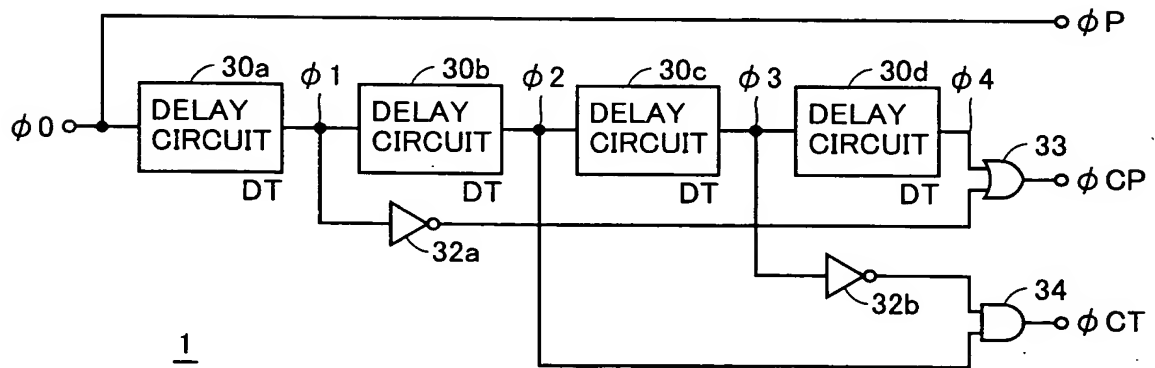 φP
30a
φ1
30b
φ2
30c
φ3
30d
φ4
φ0
DELAY
CIRCUIT
DT
DELAY
CIRCUIT
DT
DELAY
CIRCUIT
DT
DELAY
CIRCUIT
DT
33
φCP
32a
32b
34
φCT
1